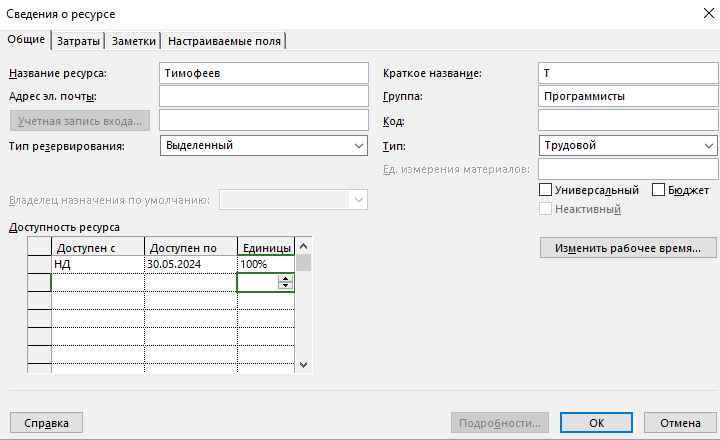 Сведения о ресурсе
Общие Затраты Заметки Настраиваемые поля
Название ресурса: Тимофеев Краткое название: Т
Адрес эл. почты: Группа: Программисты
Учетная запись входа... Код:
Тип резервирования: Выделенный Тип: Трудовой
Ед. измерения материалов:
Универсальный Бюджет
Владелец назначения по умолчанию:
Неактивный
Доступность ресурса
Доступен с Доступен по Единицы
Изменить рабочее время...
НД 30.05.2024 100%
Справка Подробности... ОК Отмена